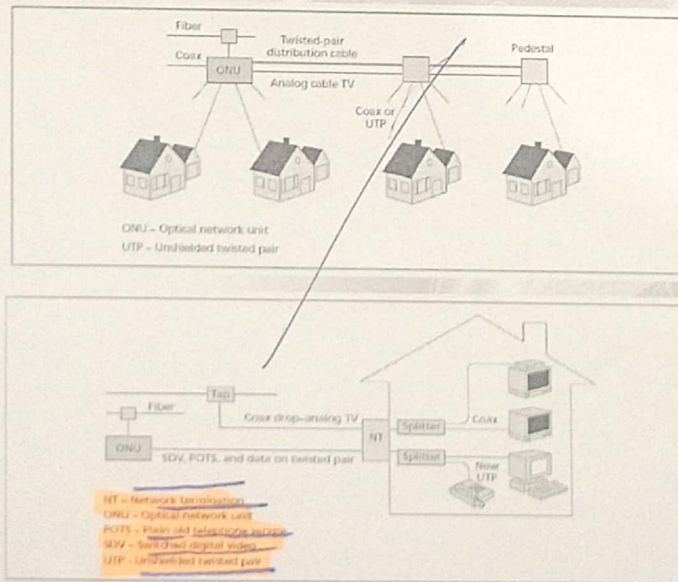 Fiber
Twisted-pair
distribution cable
Pedestal
Coax
ONU
Analog cable TV
Coax or
UTP
ONU – Optical network unit
UTP – Unshielded twisted pair
Tap
Fiber
Coax drop–analog TV
Splitter
Coax
NT
ONU
SDV, POTS, and data on twisted pair
Splitter
New
UTP
NT – Network termination
ONU – Optical network unit
POTS – Plain old telephone service
SDV – Switched digital video
UTP – Unshielded twisted pair